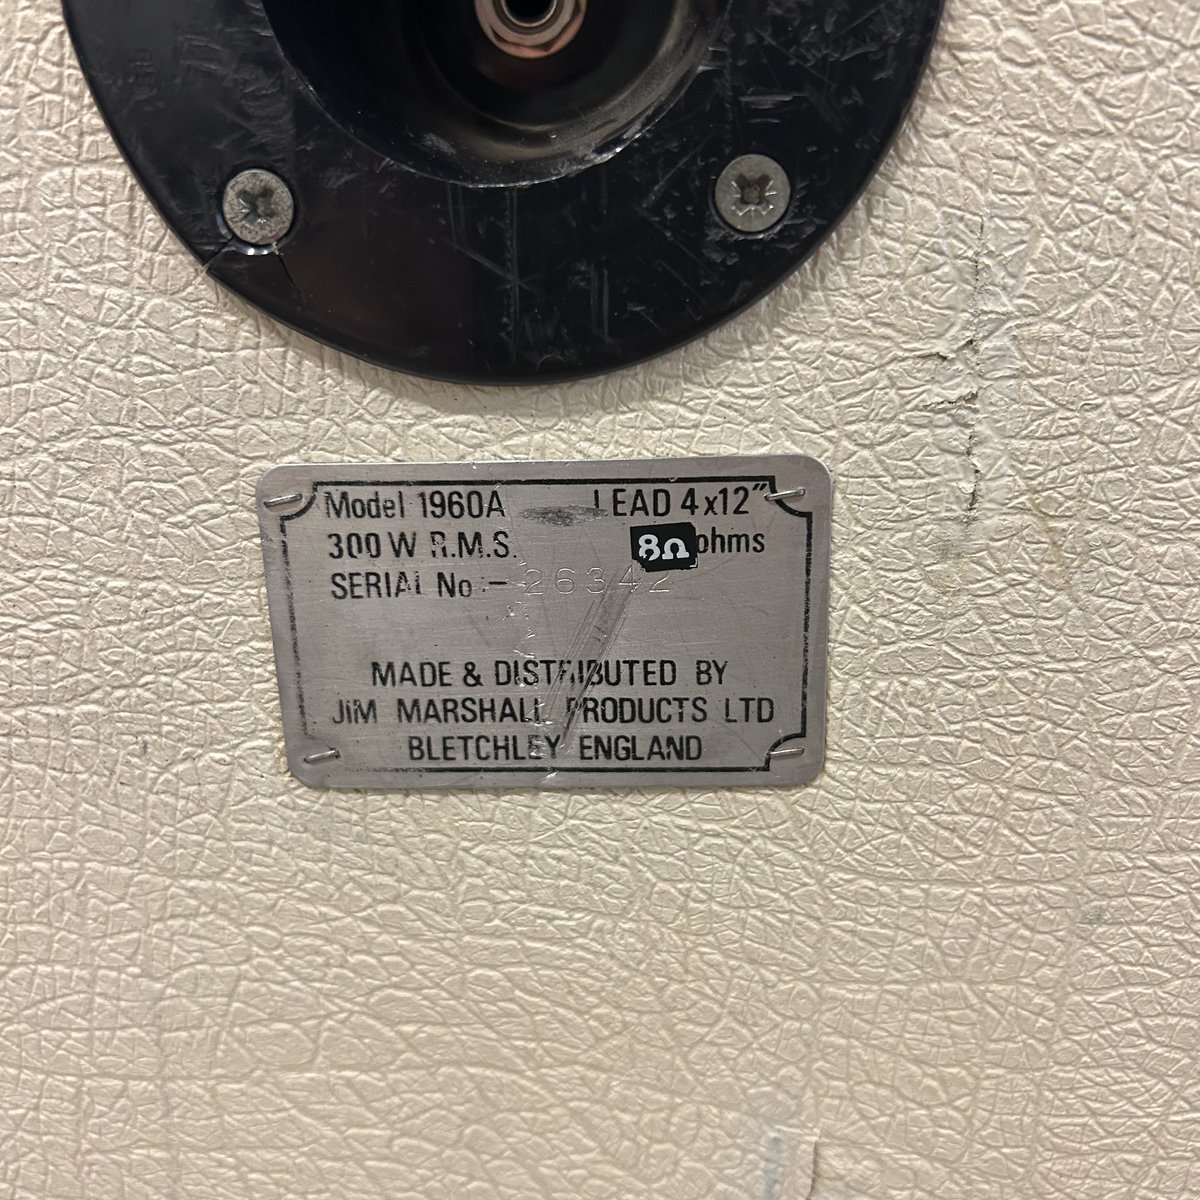 Model 1960A LEAD 4x12"
300 W R.M.S. 8Ω ohms
SERIAL No :- 26342
MADE & DISTRIBUTED BY
JIM MARSHALL PRODUCTS LTD
BLETCHLEY ENGLAND